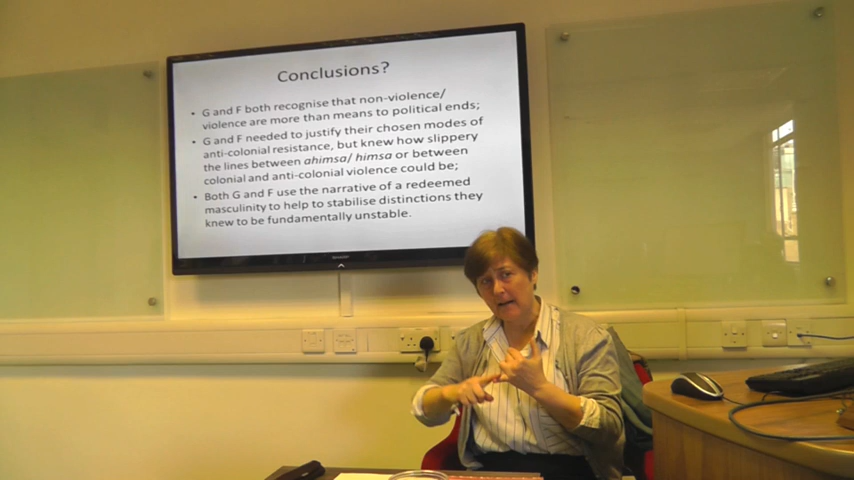 Conclusions?
• G and F both recognise that non-violence/
violence are more than means to political ends;
• G and F needed to justify their chosen modes of
anti-colonial resistance, but knew how slippery
the lines between ahimsa/ himsa or between
colonial and anti-colonial violence could be;
• Both G and F use the narrative of a redeemed
masculinity to help to stabilise distinctions they
knew to be fundamentally unstable.